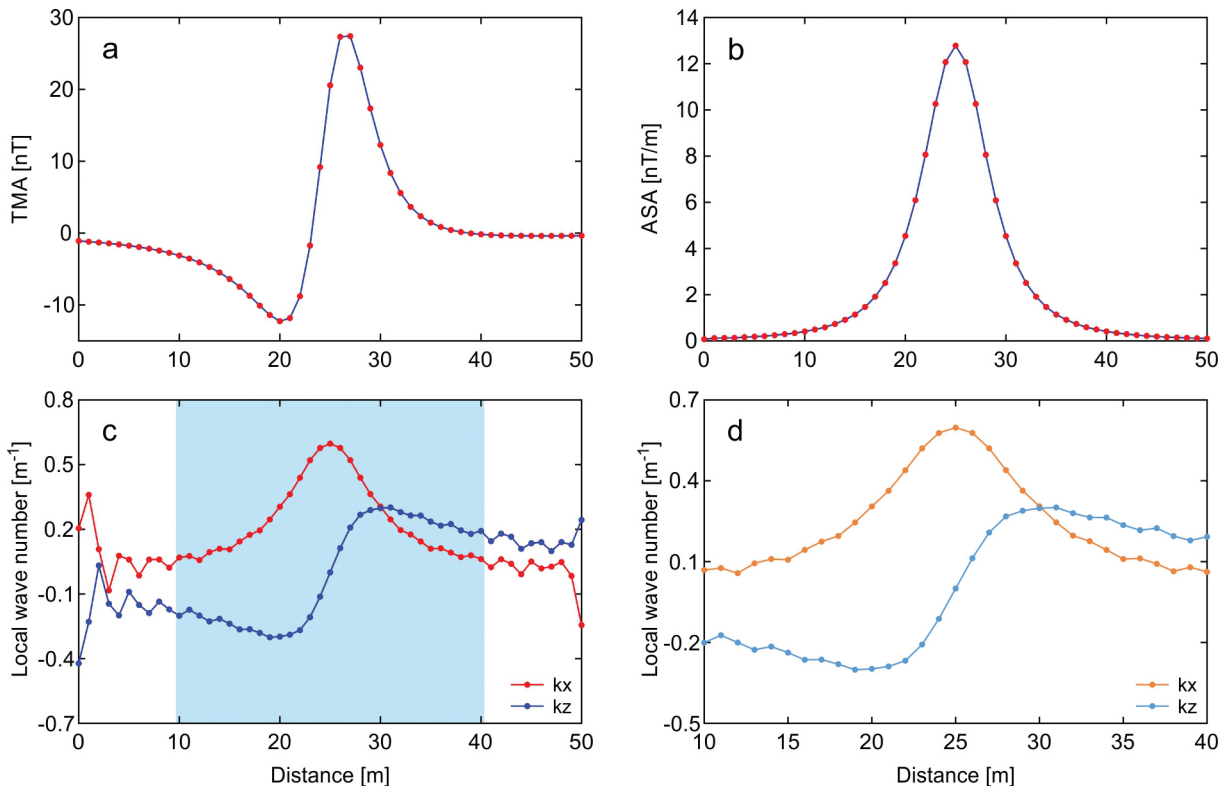 a
TMA [nT]
30
20
10
0
-10
0 10 20 30 40 50
b
ASA [nT/m]
14
12
10
8
6
4
2
0
0 10 20 30 40 50
c
Local wave number [m-1]
0.8
0.5
0.2
-0.1
-0.4
-0.7
kx
kz
0 10 20 30 40 50
Distance [m]
d
Local wave number [m-1]
0.7
0.4
0.1
-0.2
-0.5
kx
kz
10 15 20 25 30 35 40
Distance [m]